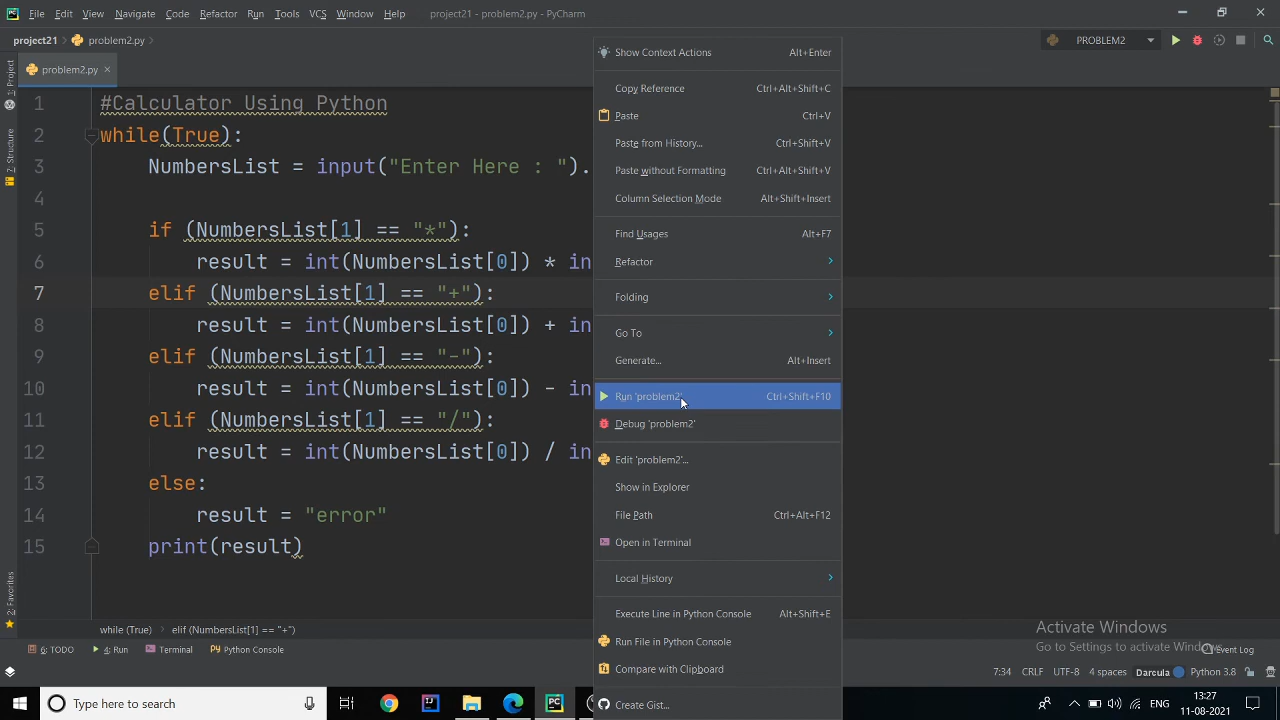 File Edit View Navigate Code Refactor Run Tools VCS Window Help project21 - problem2.py - PyCharm
project21 problem2.py PROBLEM2
problem2.py
1: Project
7: Structure
2: Favorites
1 #Calculator Using Python
2 while(True):
3 NumbersList = input("Enter Here : ").
4
5 if (NumbersList[1] == "*"):
6 result = int(NumbersList[0]) * in
7 elif (NumbersList[1] == "+"):
8 result = int(NumbersList[0]) + in
9 elif (NumbersList[1] == "-"):
10 result = int(NumbersList[0]) - in
11 elif (NumbersList[1] == "/"):
12 result = int(NumbersList[0]) / in
13 else:
14 result = "error"
15 print(result)
Show Context Actions Alt+Enter
Copy Reference Ctrl+Alt+Shift+C
Paste Ctrl+V
Paste from History... Ctrl+Shift+V
Paste without Formatting Ctrl+Alt+Shift+V
Column Selection Mode Alt+Shift+Insert
Find Usages Alt+F7
Refactor
Folding
Go To
Generate... Alt+Insert
Run 'problem2' Ctrl+Shift+F10
Debug 'problem2'
Edit 'problem2'...
Show in Explorer
File Path Ctrl+Alt+F12
Open in Terminal
Local History
Execute Line in Python Console Alt+Shift+E
Run File in Python Console
Compare with Clipboard
Create Gist...
while (True) elif (NumbersList[1] == "+")
Activate Windows
Go to Settings to activate Windows.
6: TODO 4: Run Terminal Python Console Event Log
7:34 CRLF UTF-8 4 spaces Darcula Python 3.8
Type here to search
ENG
13:27
11-08-2021